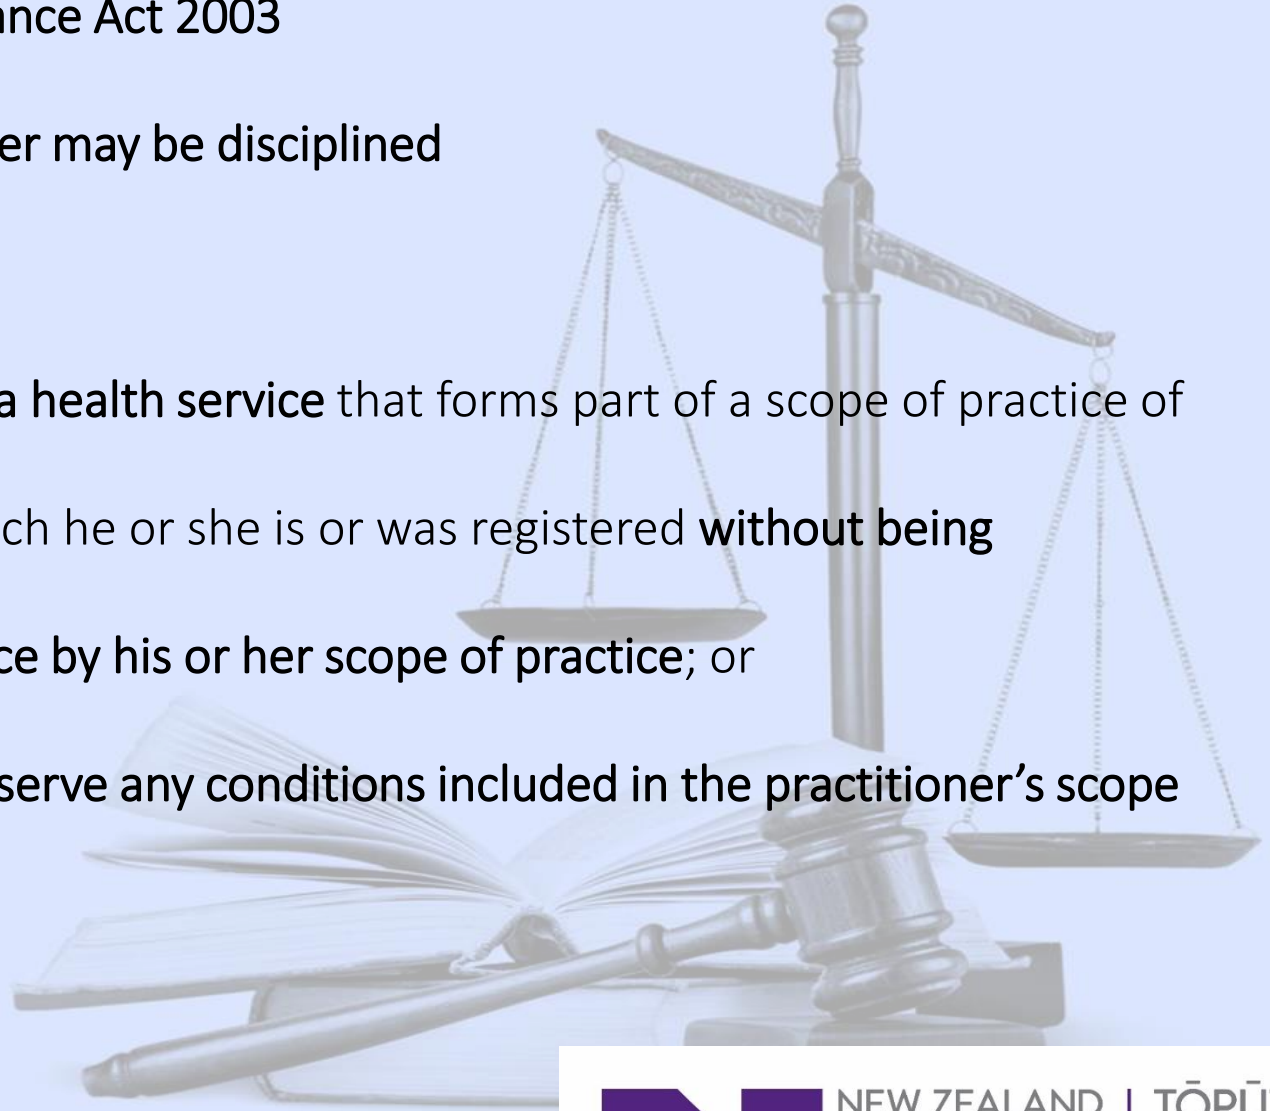 ance Act 2003
er may be disciplined
a health service that forms part of a scope of practice of
ch he or she is or was registered without being
ce by his or her scope of practice; or
serve any conditions included in the practitioner’s scope
NEW ZEALAND | TŌPŪ